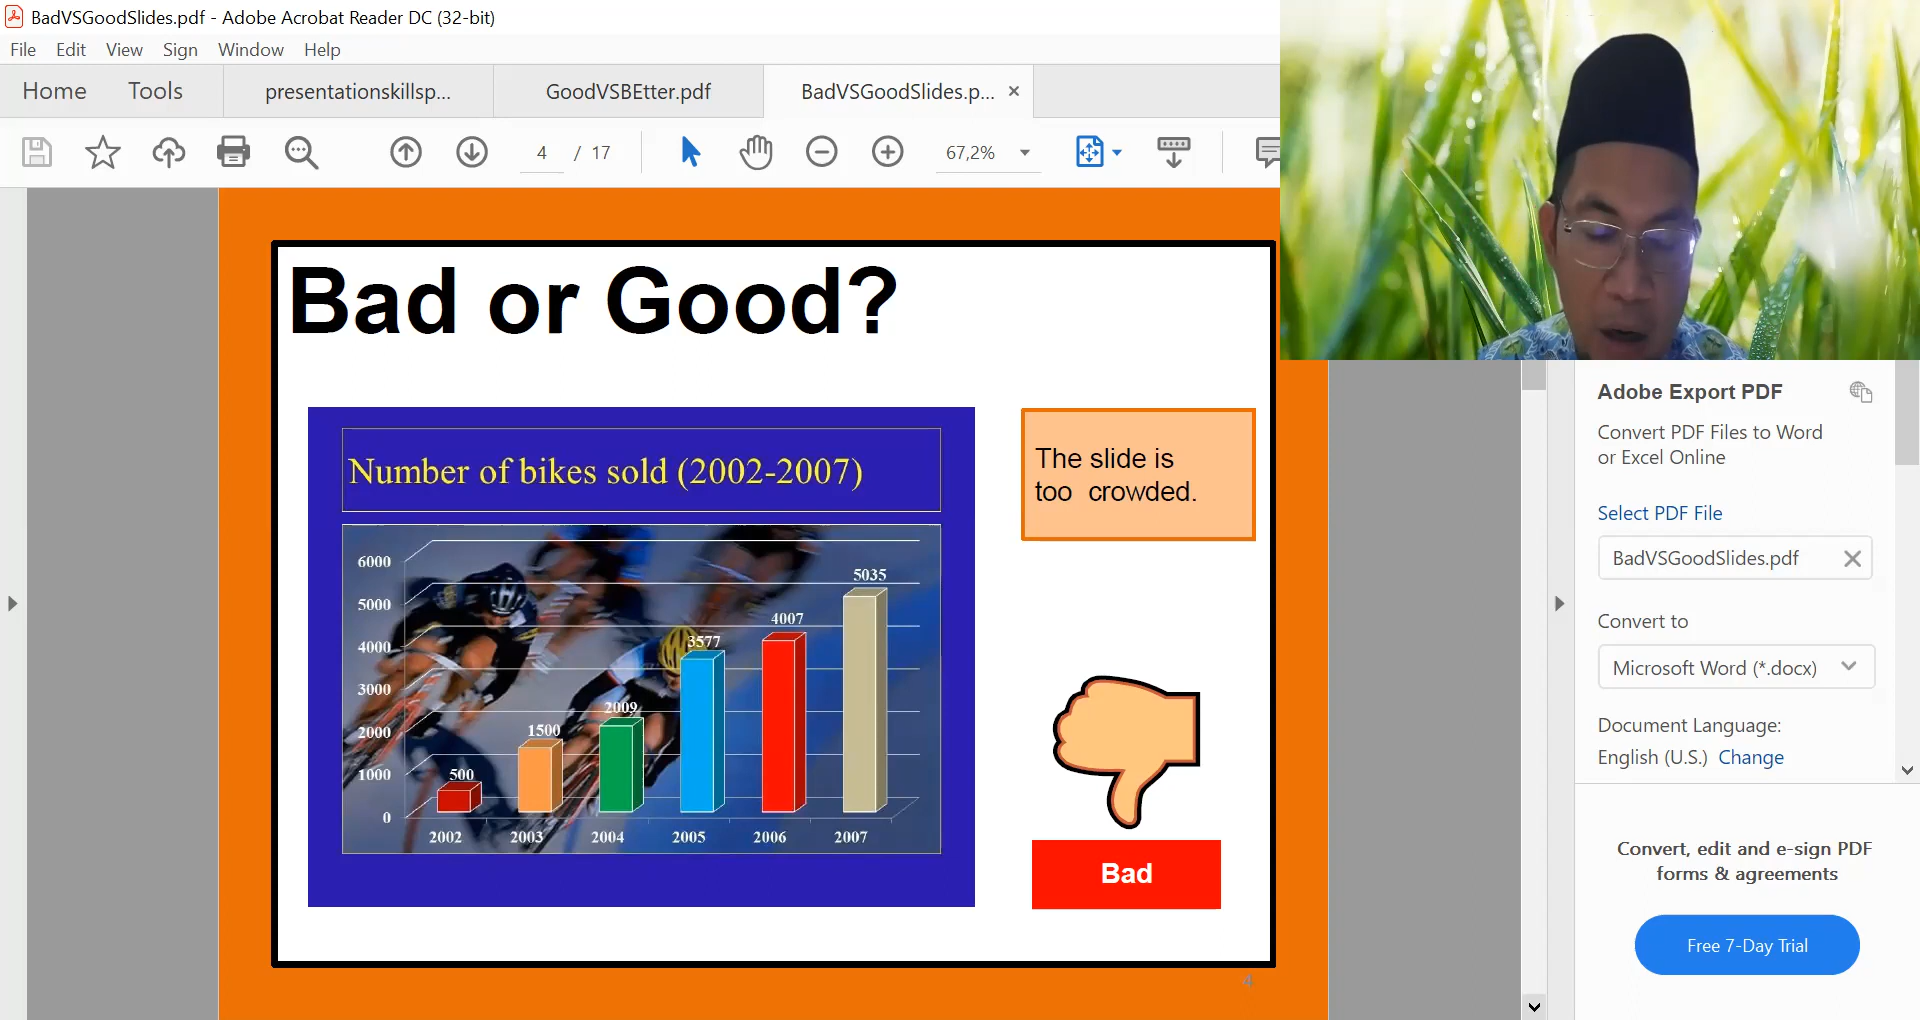 BadVSGoodSlides.pdf - Adobe Acrobat Reader DC (32-bit)
File Edit View Sign Window Help
Home Tools presentationskillsp... GoodVSBEtter.pdf BadVSGoodSlides.p... ×
4 / 17 67,2%
Bad or Good?
Number of bikes sold (2002-2007)
6000
5000
4000
3000
2000
1000
0
500
1500
2009
3577
4007
5035
2002 2003 2004 2005 2006 2007
The slide is
too crowded.
Bad
4
Adobe Export PDF
Convert PDF Files to Word
or Excel Online
Select PDF File
BadVSGoodSlides.pdf
Convert to
Microsoft Word (*.docx)
Document Language:
English (U.S.) Change
Convert, edit and e-sign PDF
forms & agreements
Free 7-Day Trial